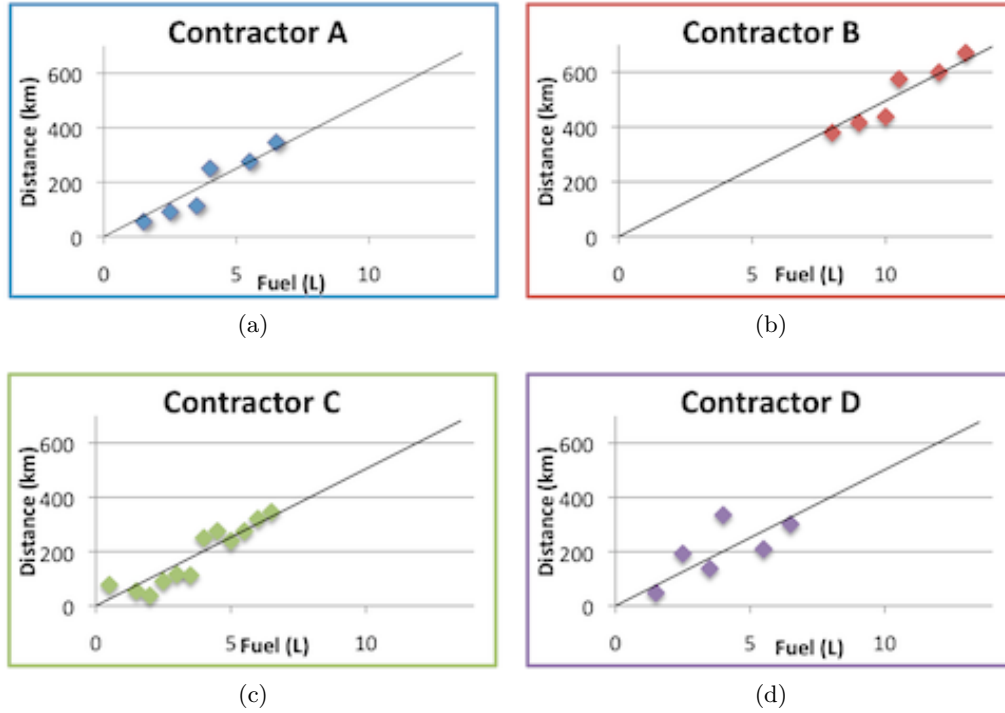 Contractor A
Distance (km)
600
400
200
0
0 5 10
Fuel (L)
(a)
Contractor B
Distance (km)
600
400
200
0
0 5 10
Fuel (L)
(b)
Contractor C
Distance (km)
600
400
200
0
0 5 10
Fuel (L)
(c)
Contractor D
Distance (km)
600
400
200
0
0 5 10
Fuel (L)
(d)